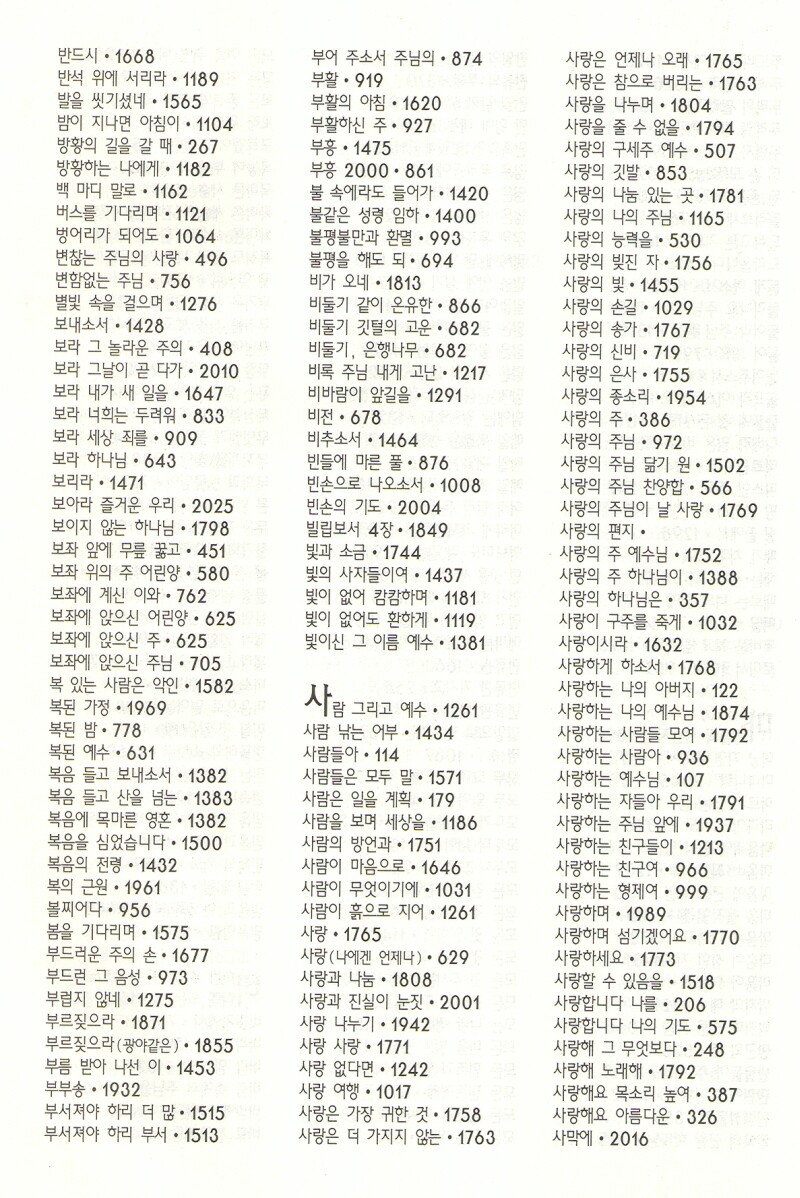 반드시 • 1668
반석 위에 서리라 • 1189
발을 씻기셨네 • 1565
밤이 지나면 아침이 • 1104
방황의 길을 갈 때 • 267
방황하는 나에게 • 1182
백 마디 말로 • 1162
버스를 기다리며 • 1121
벙어리가 되어도 • 1064
변찮는 주님의 사랑 • 496
변함없는 주님 • 756
별빛 속을 걸으며 • 1276
보내소서 • 1428
보라 그 놀라운 주의 • 408
보라 그날이 곧 다가 • 2010
보라 내가 새 일을 • 1647
보라 너희는 두려워 • 833
보라 세상 죄를 • 909
보라 하나님 • 643
보리라 • 1471
보아라 즐거운 우리 • 2025
보이지 않는 하나님 • 1798
보좌 앞에 무릎 꿇고 • 451
보좌 위의 주 어린양 • 580
보좌에 계신 이와 • 762
보좌에 앉으신 어린양 • 625
보좌에 앉으신 주 • 625
보좌에 앉으신 주님 • 705
복 있는 사람은 악인 • 1582
복된 가정 • 1969
복된 밤 • 778
복된 예수 • 631
복음 들고 보내소서 • 1382
복음 들고 산을 넘는 • 1383
복음에 목마른 영혼 • 1382
복음을 심었습니다 • 1500
복음의 전령 • 1432
복의 근원 • 1961
볼찌어다 • 956
봄을 기다리며 • 1575
부드러운 주의 손 • 1677
부드런 그 음성 • 973
부럽지 않네 • 1275
부르짖으라 • 1871
부르짖으라(광야같은) • 1855
부름 받아 나선 이 • 1453
부부송 • 1932
부서져야 하리 더 많 • 1515
부서져야 하리 부서 • 1513
부어 주소서 주님의 • 874
부활 • 919
부활의 아침 • 1620
부활하신 주 • 927
부흥 • 1475
부흥 2000 • 861
불 속에라도 들어가 • 1420
불같은 성령 임하 • 1400
불평불만과 환멸 • 993
불평을 해도 되 • 694
비가 오네 • 1813
비둘기 같이 온유한 • 866
비둘기 깃털의 고운 • 682
비둘기, 은행나무 • 682
비록 주님 내게 고난 • 1217
비바람이 앞길을 • 1291
비전 • 678
비추소서 • 1464
빈들에 마른 풀 • 876
빈손으로 나오소서 • 1008
빈손의 기도 • 2004
빌립보서 4장 • 1849
빛과 소금 • 1744
빛의 사자들이여 • 1437
빛이 없어 캄캄하며 • 1181
빛이 없어도 환하게 • 1119
빛이신 그 이름 예수 • 1381
사람 그리고 예수 • 1261
사람 낚는 어부 • 1434
사람들아 • 114
사람들은 모두 말 • 1571
사람은 일을 계획 • 179
사람을 보며 세상을 • 1186
사람의 방언과 • 1751
사람이 마음으로 • 1646
사람이 무엇이기에 • 1031
사람이 흙으로 지어 • 1261
사랑 • 1765
사랑(나에겐 언제나) • 629
사랑과 나눔 • 1808
사랑과 진실이 눈짓 • 2001
사랑 나누기 • 1942
사랑 사랑 • 1771
사랑 없다면 • 1242
사랑 여행 • 1017
사랑은 가장 귀한 것 • 1758
사랑은 더 가지지 않는 • 1763
사랑은 언제나 오래 • 1765
사랑은 참으로 버리는 • 1763
사랑을 나누며 • 1804
사랑을 줄 수 없을 • 1794
사랑의 구세주 예수 • 507
사랑의 깃발 • 853
사랑의 나눔 있는 곳 • 1781
사랑의 나의 주님 • 1165
사랑의 능력을 • 530
사랑의 빚진 자 • 1756
사랑의 빛 • 1455
사랑의 손길 • 1029
사랑의 송가 • 1767
사랑의 신비 • 719
사랑의 은사 • 1755
사랑의 종소리 • 1954
사랑의 주 • 386
사랑의 주님 • 972
사랑의 주님 닮기 원 • 1502
사랑의 주님 찬양합 • 566
사랑의 주님이 날 사랑 • 1769
사랑의 편지 •
사랑의 주 예수님 • 1752
사랑의 주 하나님이 • 1388
사랑의 하나님은 • 357
사랑이 구주를 죽게 • 1032
사랑이시라 • 1632
사랑하게 하소서 • 1768
사랑하는 나의 아버지 • 122
사랑하는 나의 예수님 • 1874
사랑하는 사람들 모여 • 1792
사랑하는 사람아 • 936
사랑하는 예수님 • 107
사랑하는 자들아 우리 • 1791
사랑하는 주님 앞에 • 1937
사랑하는 친구들이 • 1213
사랑하는 친구여 • 966
사랑하는 형제여 • 999
사랑하며 • 1989
사랑하며 섬기겠어요 • 1770
사랑하세요 • 1773
사랑할 수 있음을 • 1518
사랑합니다 나를 • 206
사랑합니다 나의 기도 • 575
사랑해 그 무엇보다 • 248
사랑해 노래해 • 1792
사랑해요 목소리 높여 • 387
사랑해요 아름다운 • 326
사막에 • 2016